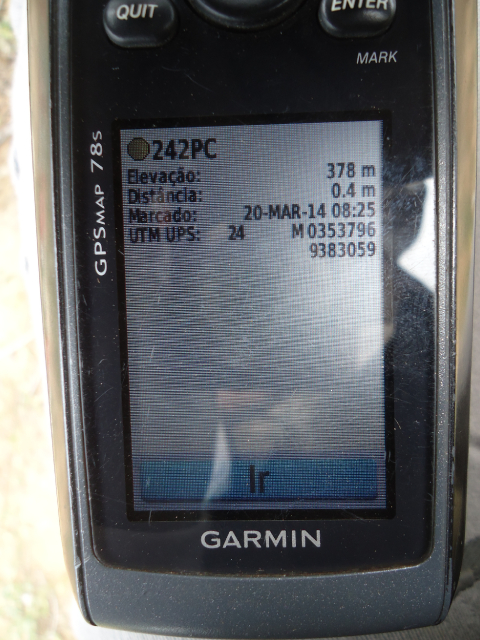 QUIT
ENTER
MARK
GPSMAP 78s
242PC
Elevação: 378 m
Distância: 0.4 m
Marcado: 20-MAR-14 08:25
UTM UPS: 24 M 0353796
9383059
Ir
GARMIN